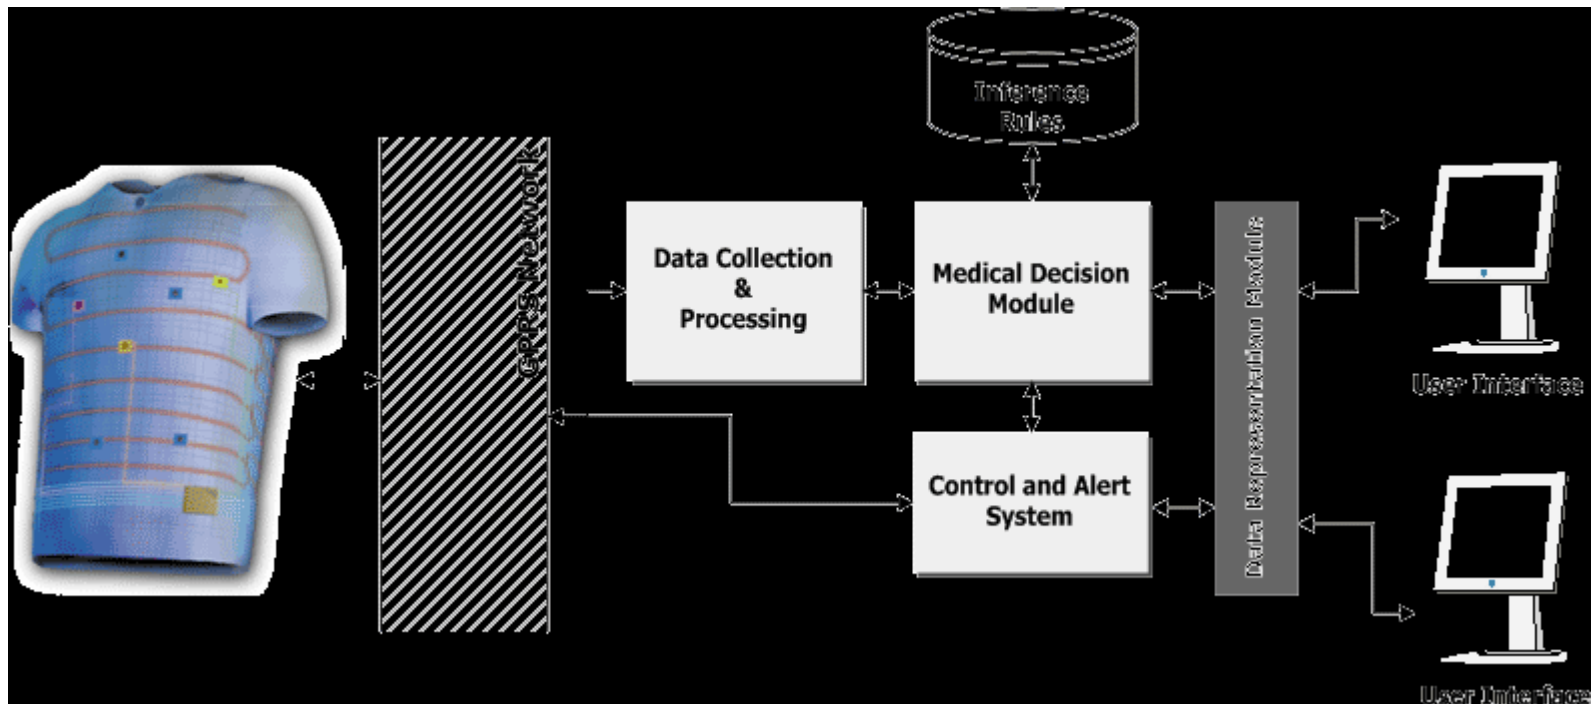 Inference
Rules
GPRS Network
Data Collection
&
Processing
Medical Decision
Module
Data Representation Module
User Interface
Control and Alert
System
User Interface